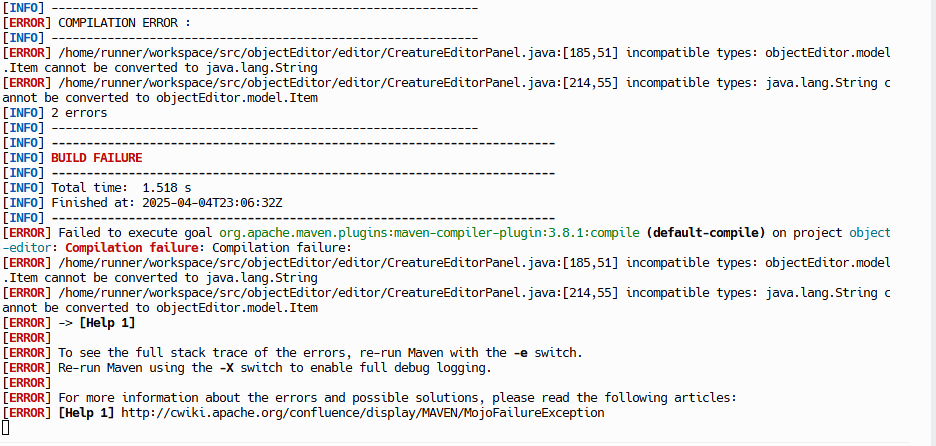 [INFO] -------------------------------------------------------------
[ERROR] COMPILATION ERROR :
[INFO] -------------------------------------------------------------
[ERROR] /home/runner/workspace/src/objectEditor/editor/CreatureEditorPanel.java:[185,51] incompatible types: objectEditor.model
.Item cannot be converted to java.lang.String
[ERROR] /home/runner/workspace/src/objectEditor/editor/CreatureEditorPanel.java:[214,55] incompatible types: java.lang.String c
annot be converted to objectEditor.model.Item
[INFO] 2 errors
[INFO] -------------------------------------------------------------
[INFO] ------------------------------------------------------------------------
[INFO] BUILD FAILURE
[INFO] ------------------------------------------------------------------------
[INFO] Total time:  1.518 s
[INFO] Finished at: 2025-04-04T23:06:32Z
[INFO] ------------------------------------------------------------------------
[ERROR] Failed to execute goal org.apache.maven.plugins:maven-compiler-plugin:3.8.1:compile (default-compile) on project object
-editor: Compilation failure: Compilation failure:
[ERROR] /home/runner/workspace/src/objectEditor/editor/CreatureEditorPanel.java:[185,51] incompatible types: objectEditor.model
.Item cannot be converted to java.lang.String
[ERROR] /home/runner/workspace/src/objectEditor/editor/CreatureEditorPanel.java:[214,55] incompatible types: java.lang.String c
annot be converted to objectEditor.model.Item
[ERROR] -> [Help 1]
[ERROR]
[ERROR] To see the full stack trace of the errors, re-run Maven with the -e switch.
[ERROR] Re-run Maven using the -X switch to enable full debug logging.
[ERROR]
[ERROR] For more information about the errors and possible solutions, please read the following articles:
[ERROR] [Help 1] http://cwiki.apache.org/confluence/display/MAVEN/MojoFailureException